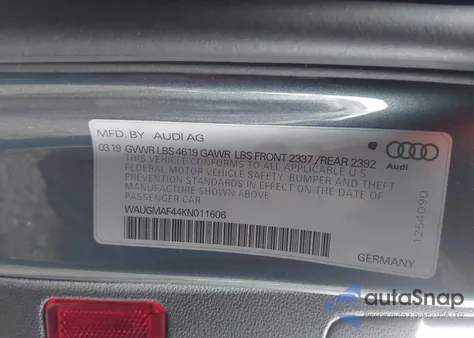 MFD. BY AUDI AG
03 19 GVWR LBS 4619 GAWR LBS FRONT 2337 / REAR 2392
THIS VEHICLE CONFORMS TO ALL APPLICABLE U.S.
FEDERAL MOTOR VEHICLE SAFETY, BUMPER AND THEFT
PREVENTION STANDARDS IN EFFECT ON THE DATE OF
MANUFACTURE SHOWN ABOVE
PASSENGER CAR
WAUGMAF44KN011606
Audi
1254090
GERMANY
autoSnap